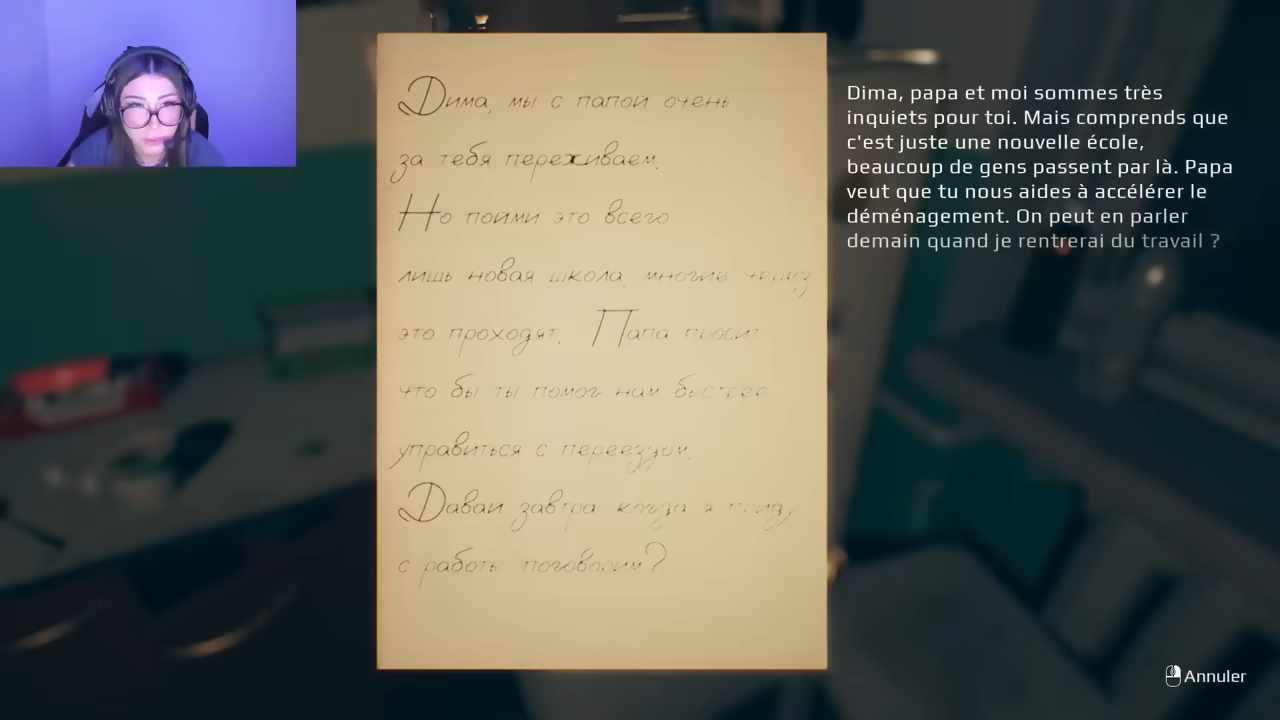 Дима, мы с папой очень
за тебя переживаем.
Но пойми это всего
лишь новая школа, многие через
это проходят. Папа просит
что бы ты помог нам быстрее
управиться с переездом.
Давай завтра когда я приду
с работы поговорим?
Dima, papa et moi sommes très
inquiets pour toi. Mais comprends que
c'est juste une nouvelle école,
beaucoup de gens passent par là. Papa
veut que tu nous aides à accélérer le
déménagement. On peut en parler
demain quand je rentrerai du travail ?
Annuler